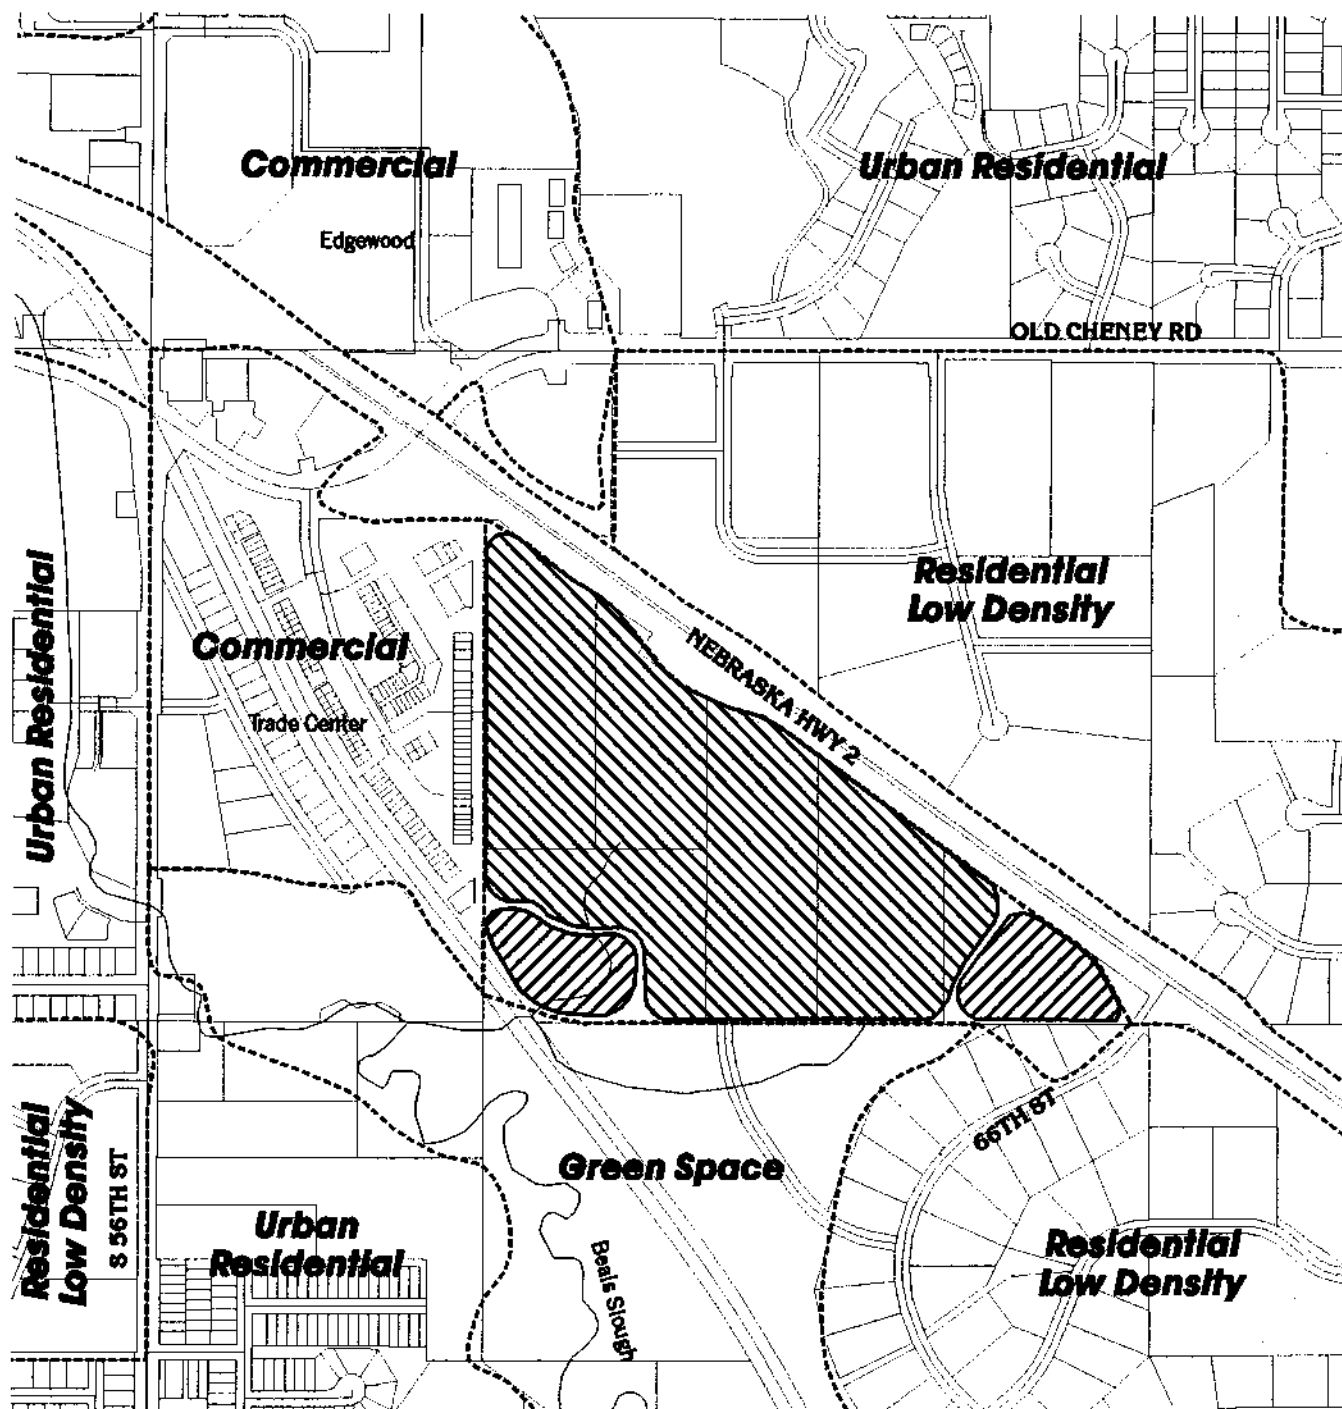 Commercial
Urban Residential
Edgewood
OLD CHENEY RD
Residential
Low Density
Urban Residential
Commercial
NEBRASKA HWY 2
Trade Center
Residential
Low Density
S 56TH ST
66TH ST
Green Space
Urban
Residential
Beals Slough
Residential
Low Density